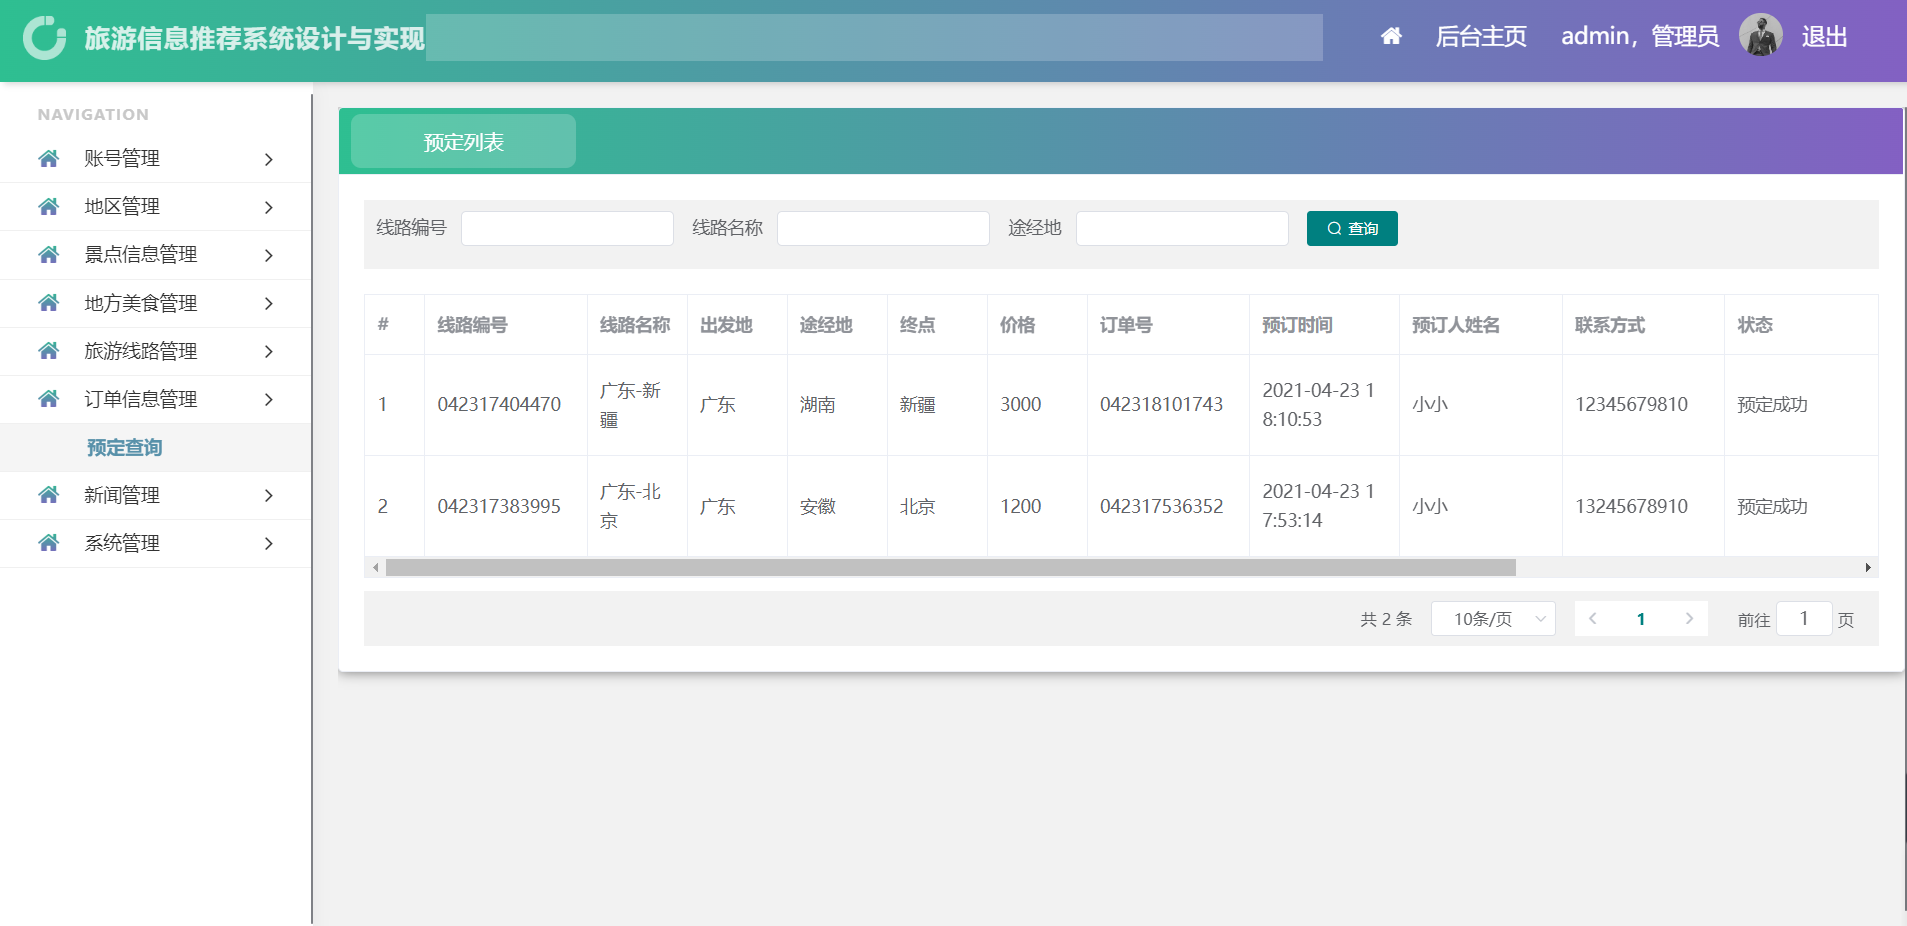 旅游信息推荐系统设计与实现
后台主页 admin，管理员 退出
NAVIGATION
账号管理
地区管理
景点信息管理
地方美食管理
旅游线路管理
订单信息管理
预定查询
新闻管理
系统管理
预定列表
线路编号 线路名称 途经地 查询
# 线路编号 线路名称 出发地 途经地 终点 价格 订单号 预订时间 预订人姓名 联系方式 状态
1 042317404470 广东-新疆 广东 湖南 新疆 3000 042318101743 2021-04-23 18:10:53 小小 12345679810 预定成功
2 042317383995 广东-北京 广东 安徽 北京 1200 042317536352 2021-04-23 17:53:14 小小 13245678910 预定成功
共 2 条 10条/页 1 前往 1 页